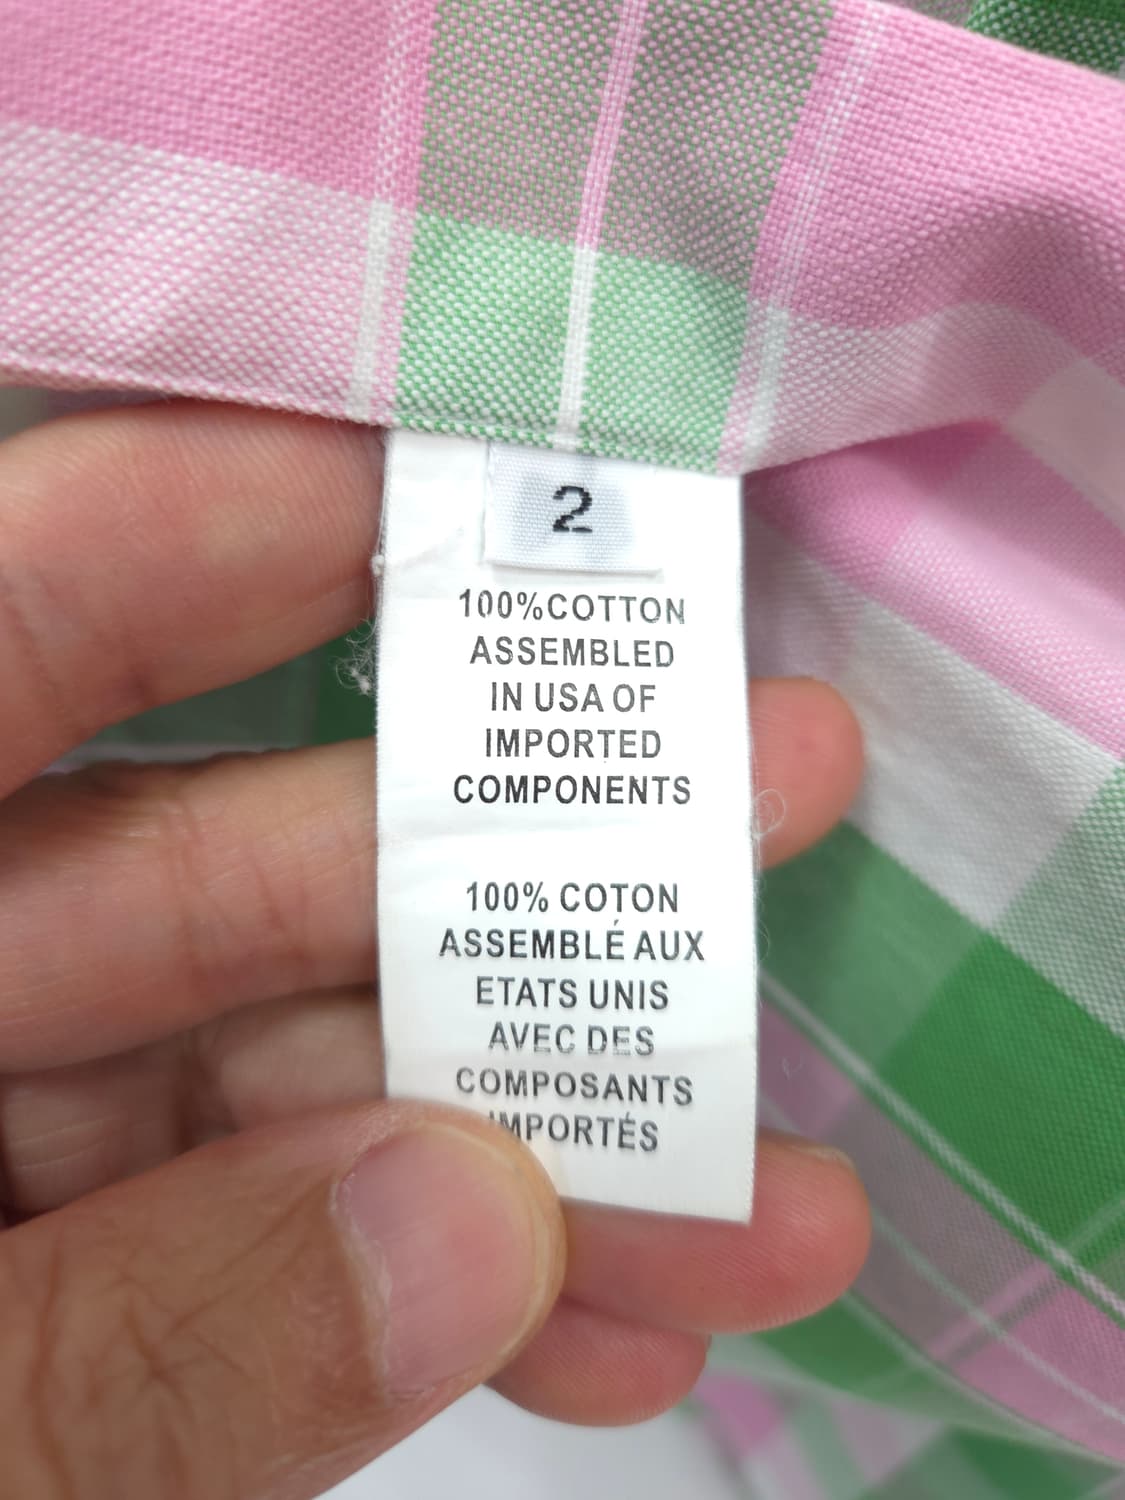 2
100%COTTON
ASSEMBLED
IN USA OF
IMPORTED
COMPONENTS
100% COTON
ASSEMBLÉ AUX
ETATS UNIS
AVEC DES
COMPOSANTS
IMPORTÉS